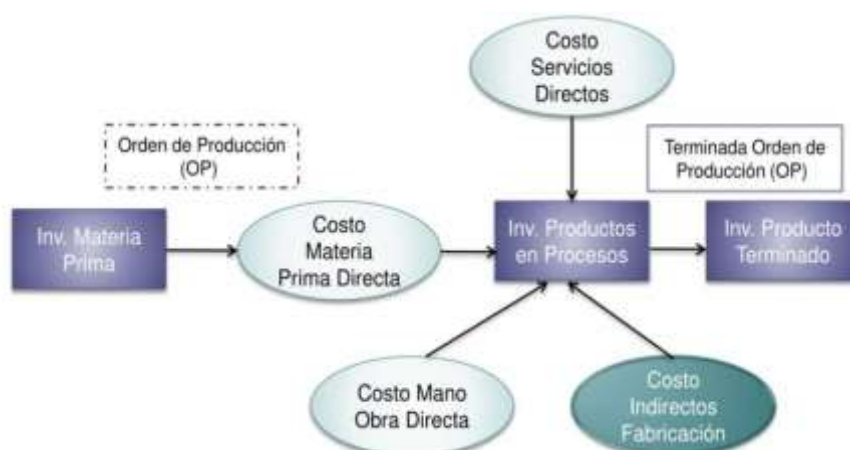 Costo
Servicios
Directos
Orden de Producción
(OP)
Terminada Orden de
Producción (OP)
Inv. Materia
Prima
Costo
Materia
Prima Directa
Inv. Productos
en Procesos
Inv. Producto
Terminado
Costo Mano
Obra Directa
Costo
Indirectos
Fabricación